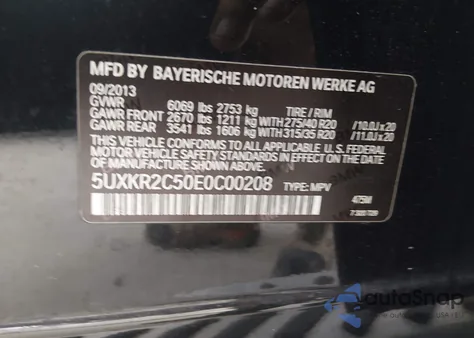 MFD BY BAYERISCHE MOTOREN WERKE AG
09/2013
GVWR 6069 lbs 2753 kg TIRE / RIM
GAWR FRONT 2670 lbs 1211 kg WITH 275/40 R20 /10.0J x 20
GAWR REAR 3541 lbs 1606 kg WITH 315/35 R20 /11.0J x 20
THIS VEHICLE CONFORMS TO ALL APPLICABLE U.S. FEDERAL
MOTOR VEHICLE SAFETY STANDARDS IN EFFECT ON THE DATE
OF MANUFACTURE SHOWN ABOVE.
5UXKR2C50E0C00208 TYPE: MPV
475M
autoSnap